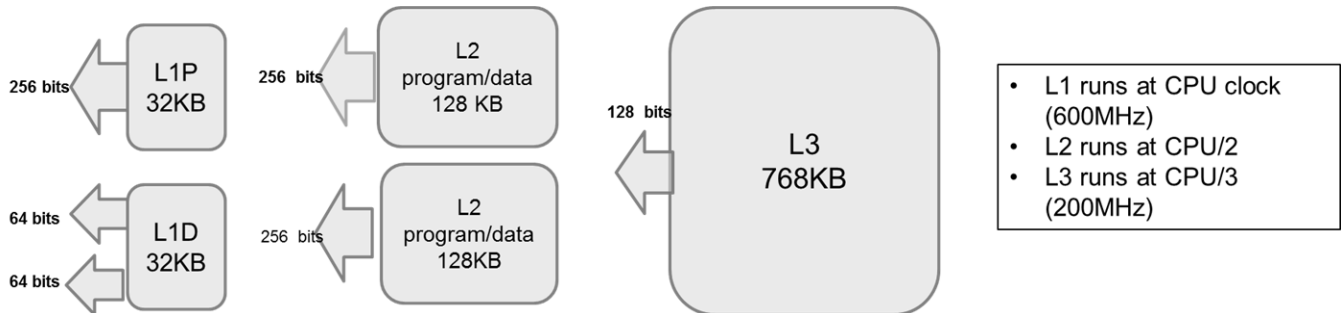 256 bits
L1P
32KB
256 bits
L2
program/data
128 KB
128 bits
L3
768KB
64 bits
64 bits
L1D
32KB
256 bits
L2
program/data
128KB
• L1 runs at CPU clock
(600MHz)
• L2 runs at CPU/2
• L3 runs at CPU/3
(200MHz)